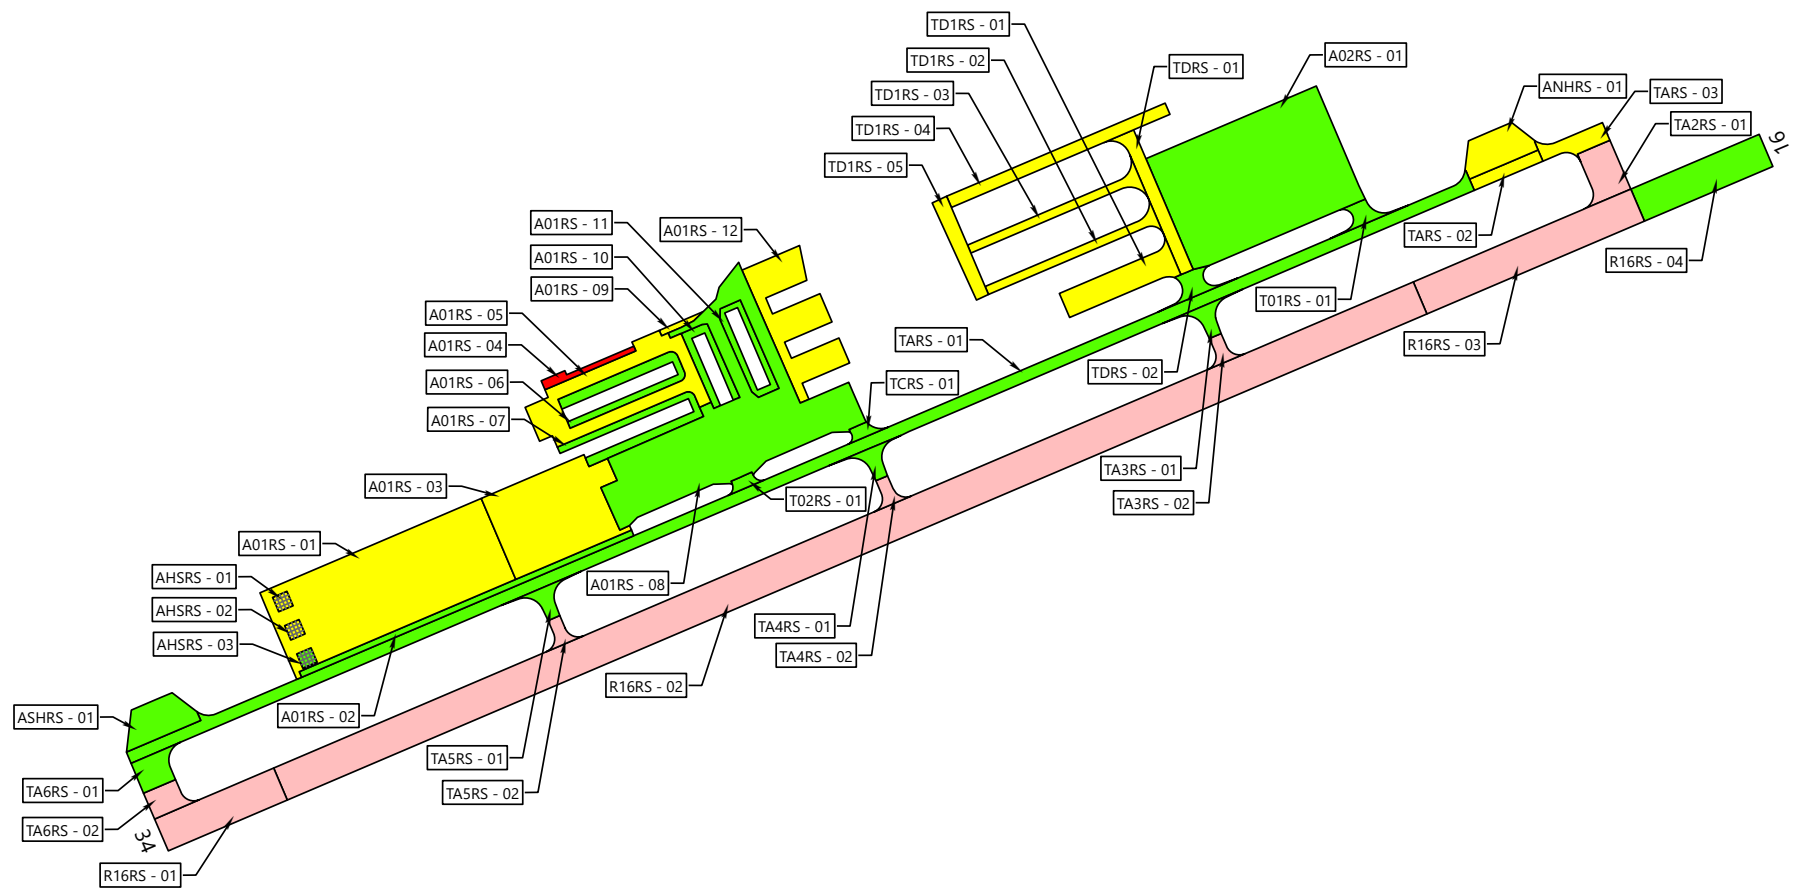 TD1RS - 01
A02RS - 01
TD1RS - 02
TDRS - 01
ANHRS - 01
TARS - 03
TD1RS - 03
TA2RS - 01
TD1RS - 04
16
TD1RS - 05
A01RS - 11
A01RS - 12
TARS - 02
A01RS - 10
R16RS - 04
A01RS - 09
T01RS - 01
A01RS - 05
TARS - 01
A01RS - 04
R16RS - 03
TDRS - 02
A01RS - 06
TCRS - 01
A01RS - 07
TA3RS - 01
A01RS - 03
T02RS - 01
TA3RS - 02
A01RS - 01
AHSRS - 01
A01RS - 08
AHSRS - 02
TA4RS - 01
AHSRS - 03
TA4RS - 02
R16RS - 02
ASHRS - 01
A01RS - 02
TA5RS - 01
TA6RS - 01
TA5RS - 02
TA6RS - 02
34
R16RS - 01